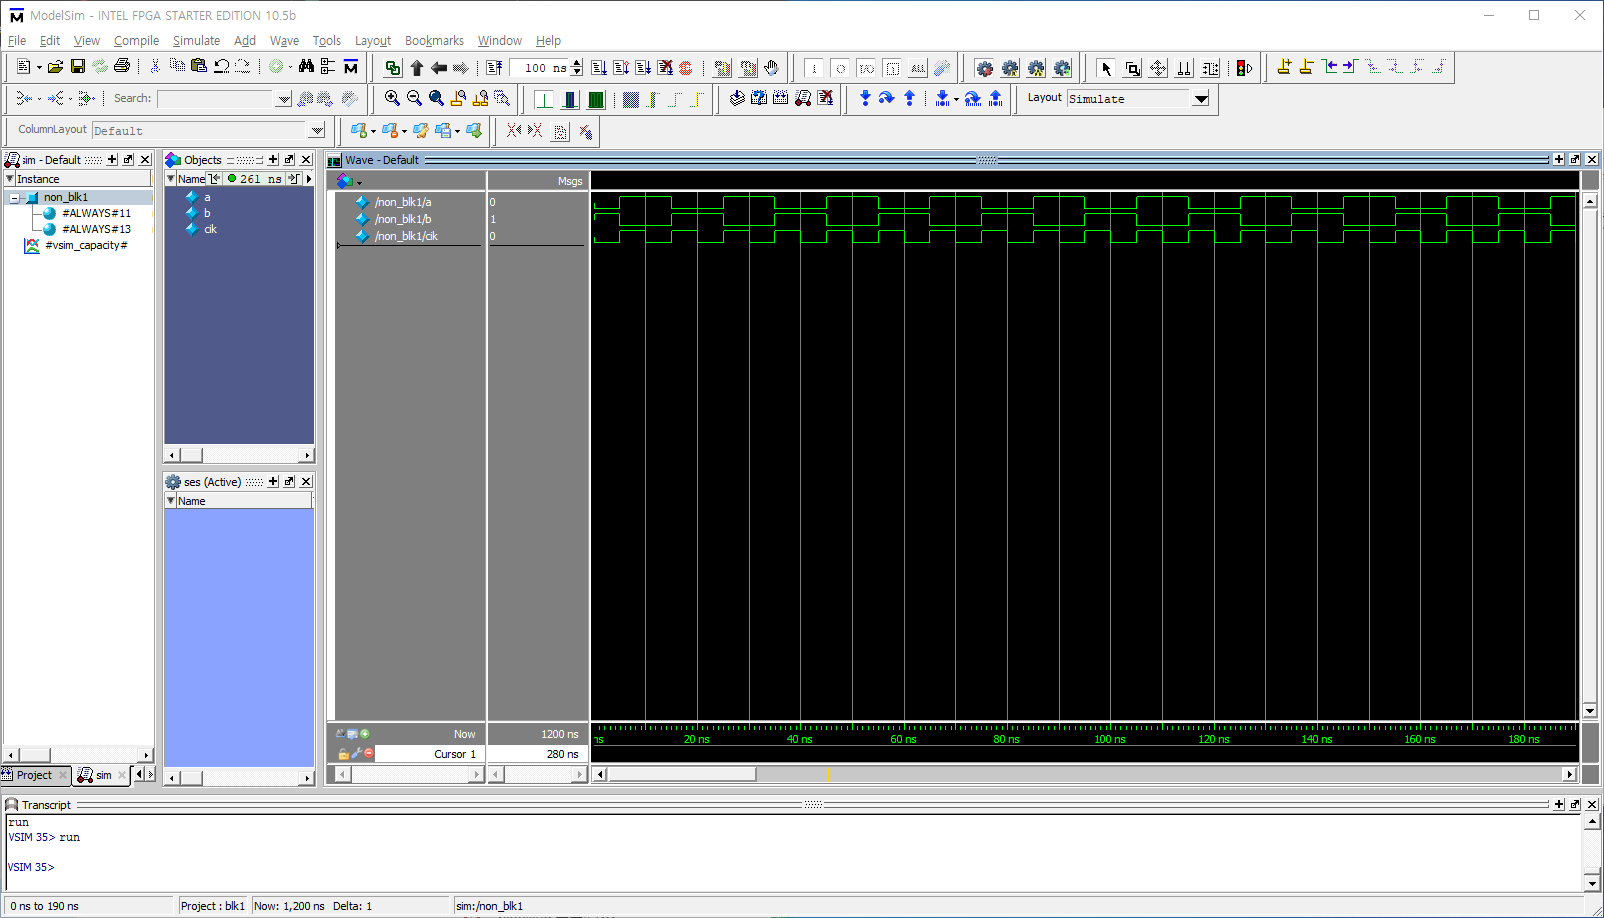 ModelSim - INTEL FPGA STARTER EDITION 10.5b
File Edit View Compile Simulate Add Wave Tools Layout Bookmarks Window Help
100 ns
Search:
Layout Simulate
ColumnLayout Default
sim - Default
Instance
non_blk1
#ALWAYS#11
#ALWAYS#13
#vsim_capacity#
Project
sim
Objects
Name 261 ns
a
b
cik
ses (Active)
Name
Wave - Default
Msgs
/non_blk1/a 0
/non_blk1/b 1
/non_blk1/cik 0
Now 1200 ns
Cursor 1 280 ns
ns 20 ns 40 ns 60 ns 80 ns 100 ns 120 ns 140 ns 160 ns 180 ns
Transcript
run
VSIM 35> run
VSIM 35>
0 ns to 190 ns Project : blk1 Now: 1,200 ns Delta: 1 sim:/non_blk1